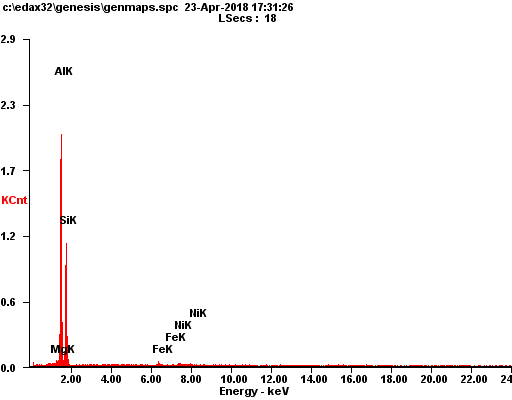 c:\edax32\genesis\genmaps.spc 23-Apr-2018 17:31:26
LSecs : 18
2.9
AlK
2.3
1.7
KCnt
SiK
1.2
NiK
0.6
NiK
FeK
MgK FeK
0.0
2.00 4.00 6.00 8.00 10.00 12.00 14.00 16.00 18.00 20.00 22.00 24.00
Energy - keV